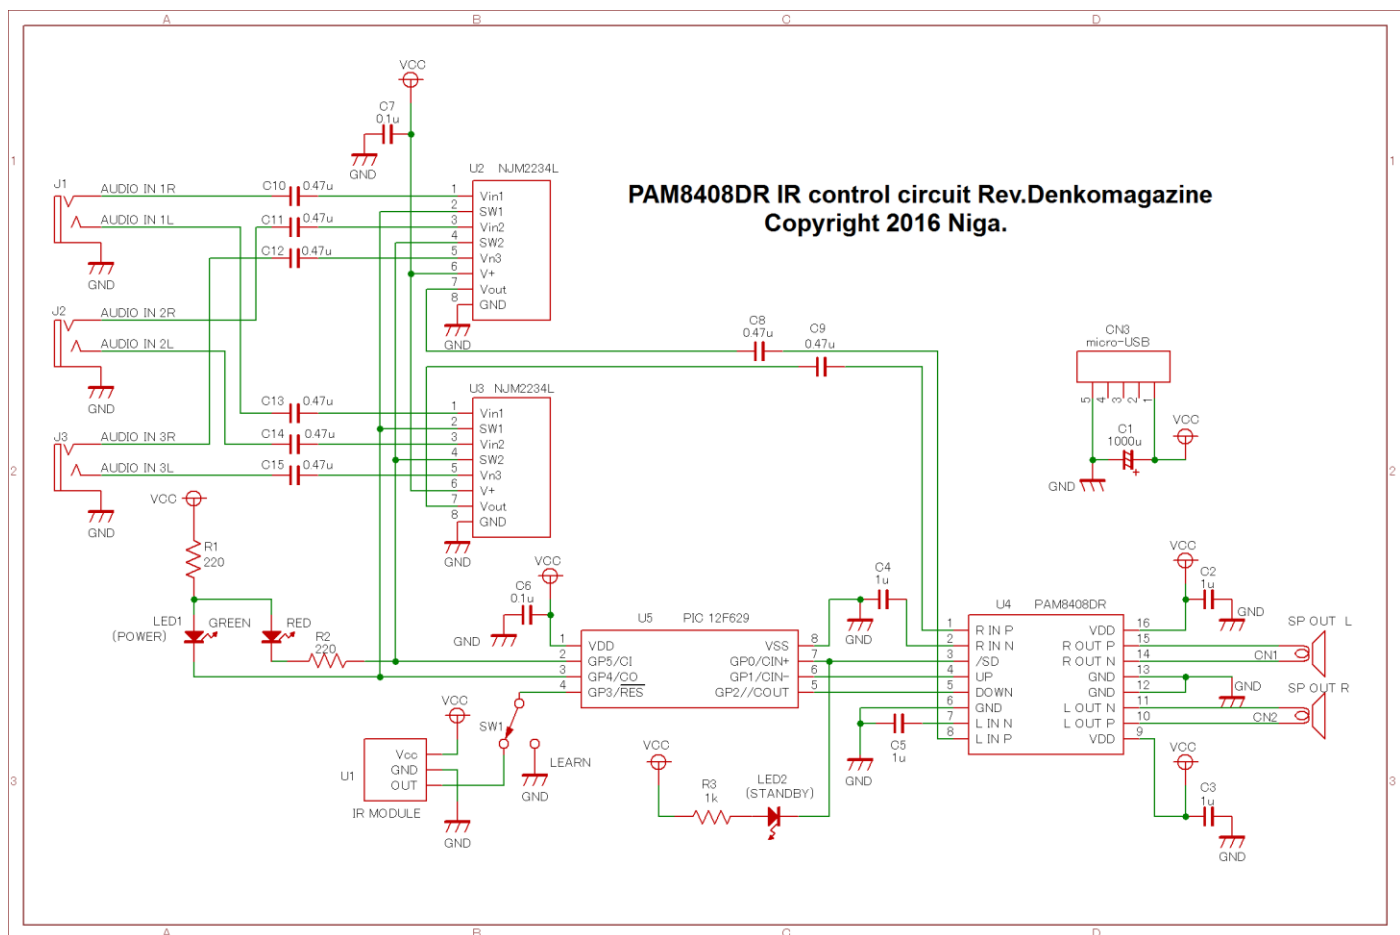 A B C D
VCC
C7
0.1u
GND
1 1
U2 NJM2234L
PAM8408DR IR control circuit Rev.Denkomagazine
Copyright 2016 Niga.
J1
AUDIO IN 1R
C10 0.47u
1 Vin1
2 SW1
AUDIO IN 1L
C11 0.47u
3 Vin2
4 SW2
C12 0.47u
5 Vn3
6 V+
7 Vout
8 GND
GND
GND
J2
AUDIO IN 2R
AUDIO IN 2L
GND
C8
0.47u
C9
0.47u
CN3
micro-USB
5 4 3 2 1
VCC
C1
1000u
+
GND
U3 NJM2234L
C13 0.47u
1 Vin1
2 SW1
C14 0.47u
3 Vin2
4 SW2
C15 0.47u
5 Vn3
6 V+
7 Vout
8 GND
GND
J3
AUDIO IN 3R
AUDIO IN 3L
GND
2 2
VCC
R1
220
LED1
(POWER)
GREEN
RED
R2
220
VCC
C6
0.1u
GND
U5 PIC 12F629
1 VDD
2 GP5/CI
3 GP4/CO
4 GP3/RES
VSS 8
GP0/CIN+ 7
GP1/CIN- 6
GP2//COUT 5
C4
1u
GND
U4 PAM8408DR
1 R IN P
2 R IN N
3 /SD
4 UP
5 DOWN
6 GND
7 L IN N
8 L IN P
VDD 16
R OUT P 15
R OUT N 14
GND 13
GND 12
L OUT N 11
L OUT P 10
VDD 9
VCC
C2
1u
GND
SP OUT L
CN1
GND
SP OUT R
CN2
VCC
C3
1u
GND
C5
1u
GND
SW1
LEARN
GND
VCC
U1
Vcc
GND
OUT
IR MODULE
GND
VCC
R3
1k
LED2
(STANDBY)
3 3
A B C D